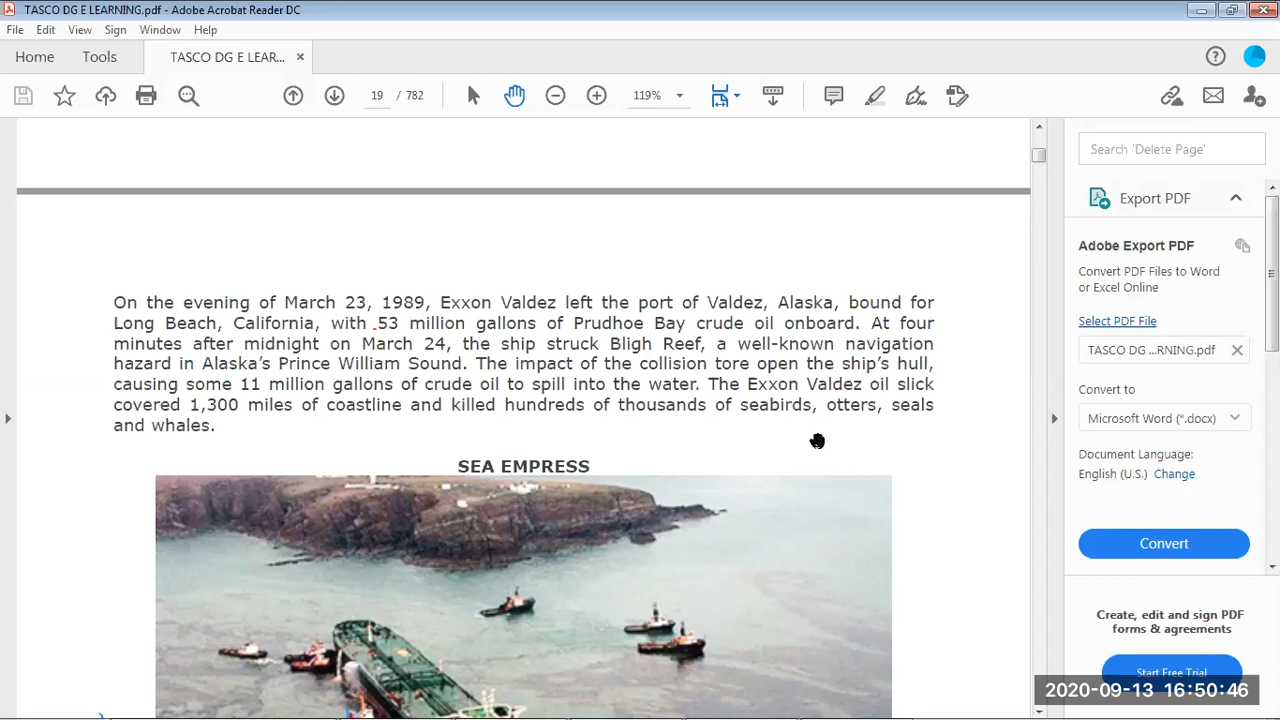 TASCO DG E LEARNING.pdf - Adobe Acrobat Reader DC
File Edit View Sign Window Help
Home Tools TASCO DG E LEAR... ×
19 / 782 119%
Search 'Delete Page'
Export PDF
Adobe Export PDF
Convert PDF Files to Word
or Excel Online
Select PDF File
TASCO DG ...RNING.pdf
Convert to
Microsoft Word (*.docx)
Document Language:
English (U.S.) Change
Convert
Create, edit and sign PDF
forms & agreements
Start Free Trial
On the evening of March 23, 1989, Exxon Valdez left the port of Valdez, Alaska, bound for
Long Beach, California, with 53 million gallons of Prudhoe Bay crude oil onboard. At four
minutes after midnight on March 24, the ship struck Bligh Reef, a well-known navigation
hazard in Alaska’s Prince William Sound. The impact of the collision tore open the ship’s hull,
causing some 11 million gallons of crude oil to spill into the water. The Exxon Valdez oil slick
covered 1,300 miles of coastline and killed hundreds of thousands of seabirds, otters, seals
and whales.
SEA EMPRESS
2020-09-13 16:50:46